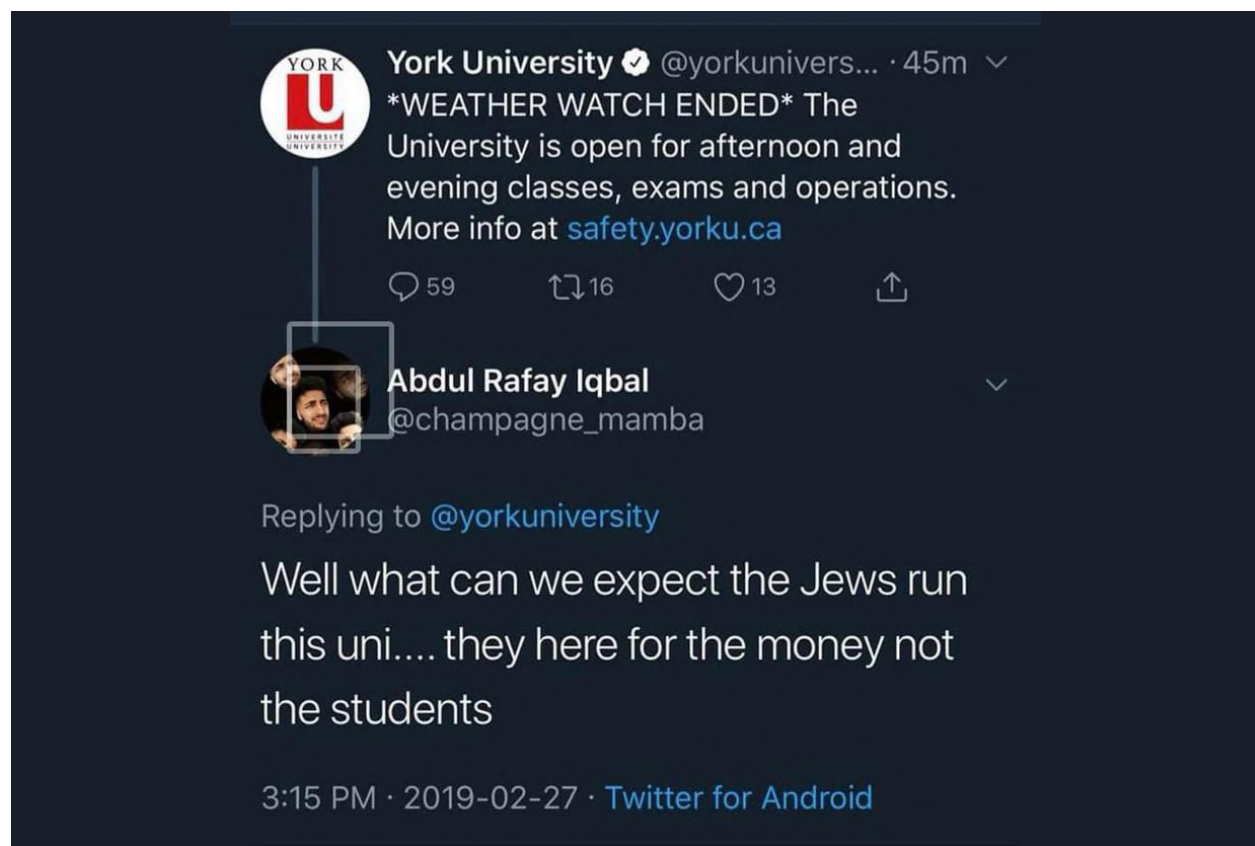 YORK
UNIVERSITÉ
UNIVERSITY
York University @yorkunivers... · 45m
*WEATHER WATCH ENDED* The
University is open for afternoon and
evening classes, exams and operations.
More info at safety.yorku.ca
59 16 13
Abdul Rafay Iqbal
@champagne_mamba
Replying to @yorkuniversity
Well what can we expect the Jews run
this uni.... they here for the money not
the students
3:15 PM · 2019-02-27 · Twitter for Android